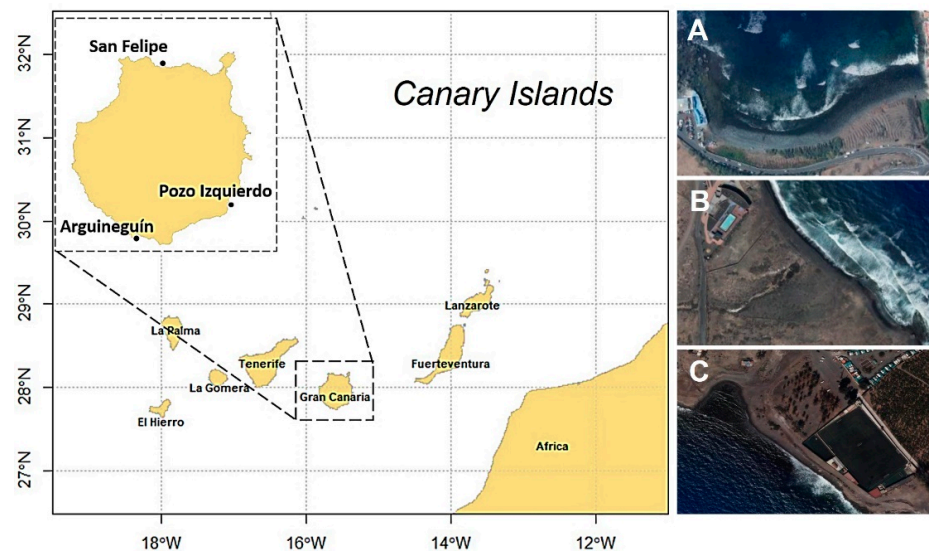 32°N
31°N
30°N
29°N
28°N
27°N
18°W
16°W
14°W
12°W
San Felipe
Pozo Izquierdo
Arguineguín
Canary Islands
La Palma
Tenerife
La Gomera
El Hierro
Gran Canaria
Lanzarote
Fuerteventura
Africa
A
B
C